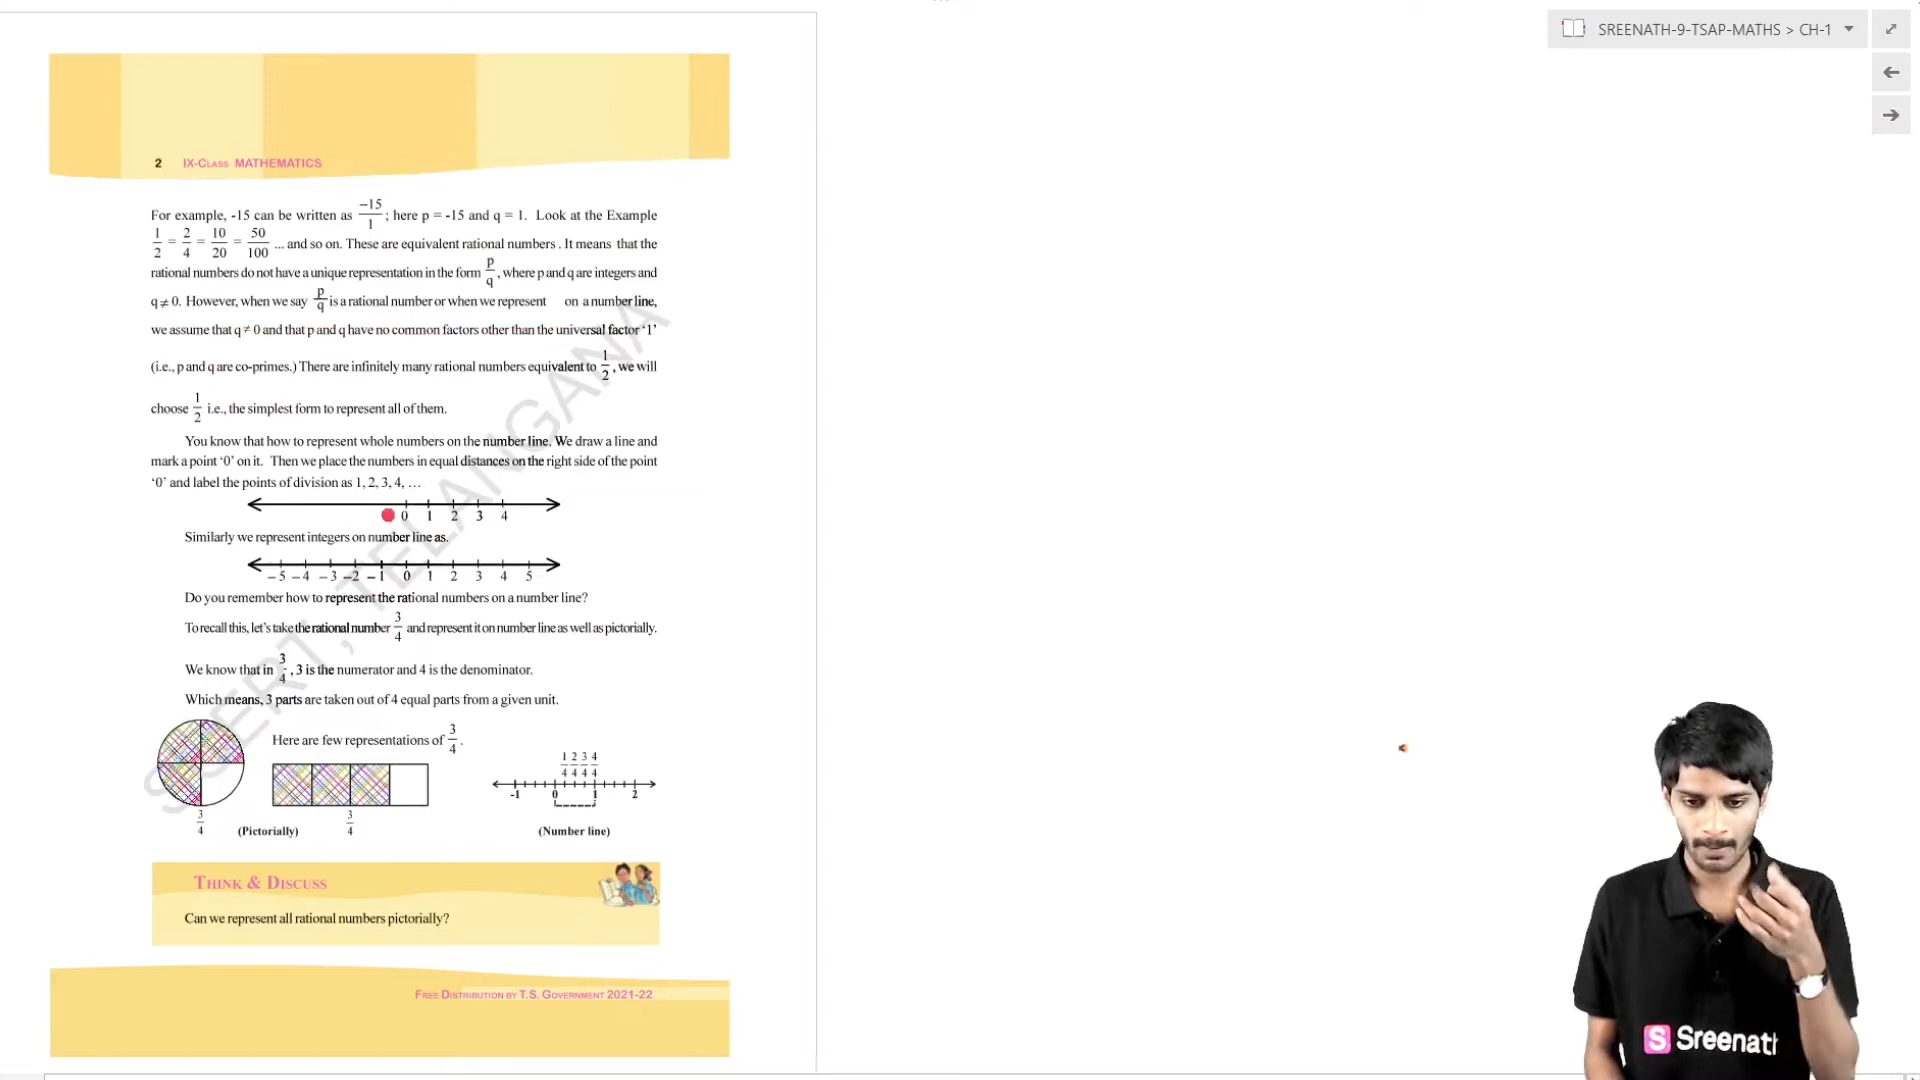 SREENATH-9-TSAP-MATHS > CH-1
2 IX-CLASS MATHEMATICS
For example, -15 can be written as −15/1 ; here p = -15 and q = 1. Look at the Example
1/2 = 2/4 = 10/20 = 50/100 ... and so on. These are equivalent rational numbers . It means that the
rational numbers do not have a unique representation in the form p/q , where p and q are integers and
q ≠ 0. However, when we say p/q is a rational number or when we represent on a number line,
we assume that q ≠ 0 and that p and q have no common factors other than the universal factor ‘1’
(i.e., p and q are co-primes.) There are infinitely many rational numbers equivalent to 1/2 , we will
choose 1/2 i.e., the simplest form to represent all of them.
You know that how to represent whole numbers on the number line. We draw a line and
mark a point ‘0’ on it. Then we place the numbers in equal distances on the right side of the point
‘0’ and label the points of division as 1, 2, 3, 4, …
0 1 2 3 4
Similarly we represent integers on number line as.
−5 −4 −3 −2 −1 0 1 2 3 4 5
Do you remember how to represent the rational numbers on a number line?
To recall this, let’s take the rational number 3/4 and represent it on number line as well as pictorially.
We know that in 3/4 , 3 is the numerator and 4 is the denominator.
Which means, 3 parts are taken out of 4 equal parts from a given unit.
Here are few representations of 3/4 .
1/4 2/4 3/4 4/4
-1 0 1 2
3/4 (Pictorially) 3/4 (Number line)
THINK & DISCUSS
Can we represent all rational numbers pictorially?
FREE DISTRIBUTION BY T.S. GOVERNMENT 2021-22
SCERT, TELANGANA
S Sreenath